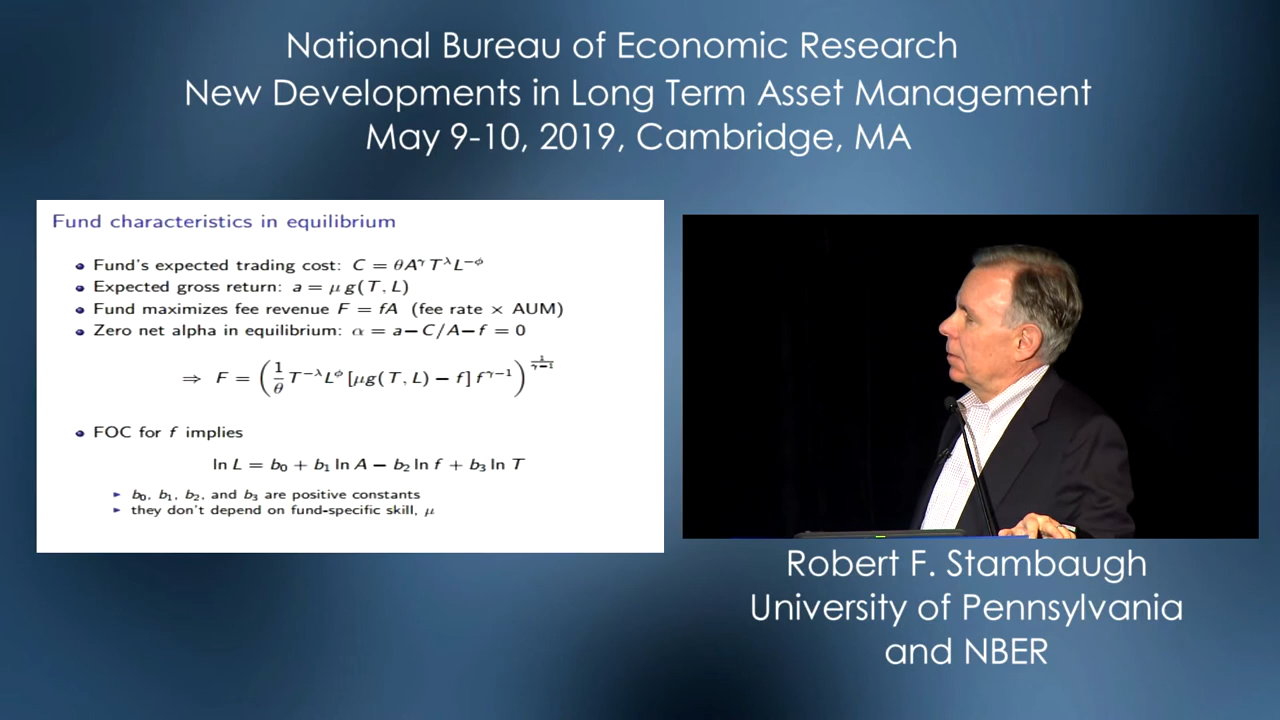 National Bureau of Economic Research
New Developments in Long Term Asset Management
May 9-10, 2019, Cambridge, MA
Fund characteristics in equilibrium
Fund's expected trading cost: C = θA^γ T^λ L^−φ
Expected gross return: a = μ g(T, L)
Fund maximizes fee revenue F = fA (fee rate × AUM)
Zero net alpha in equilibrium: α = a − C/A − f = 0
⇒ F = (1/θ T^−λ L^φ [μg(T, L) − f] f^γ−1)^1/γ−1
FOC for f implies
ln L = b₀ + b₁ ln A − b₂ ln f + b₃ ln T
b₀, b₁, b₂, and b₃ are positive constants
they don't depend on fund-specific skill, μ
Robert F. Stambaugh
University of Pennsylvania
and NBER